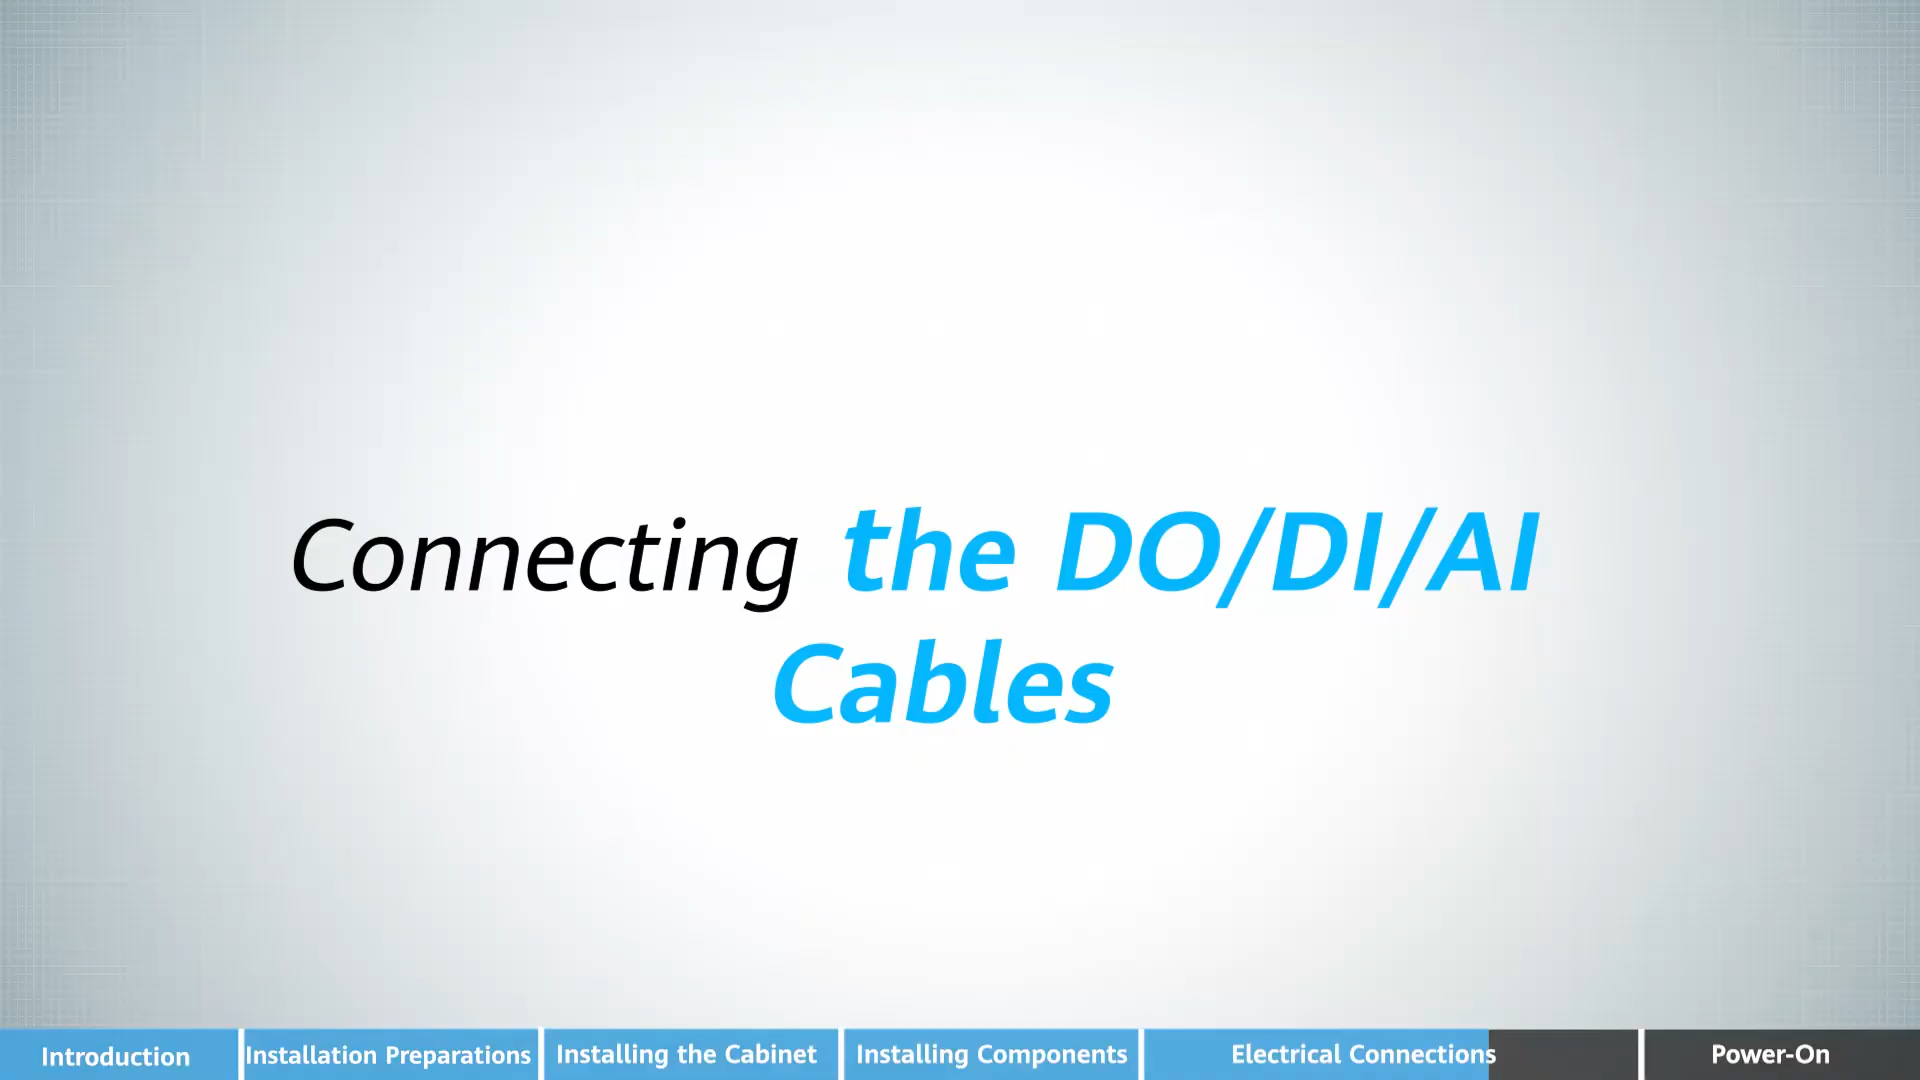 Connecting the DO/DI/AI
Cables
Introduction
Installation Preparations
Installing the Cabinet
Installing Components
Electrical Connections
Power-On